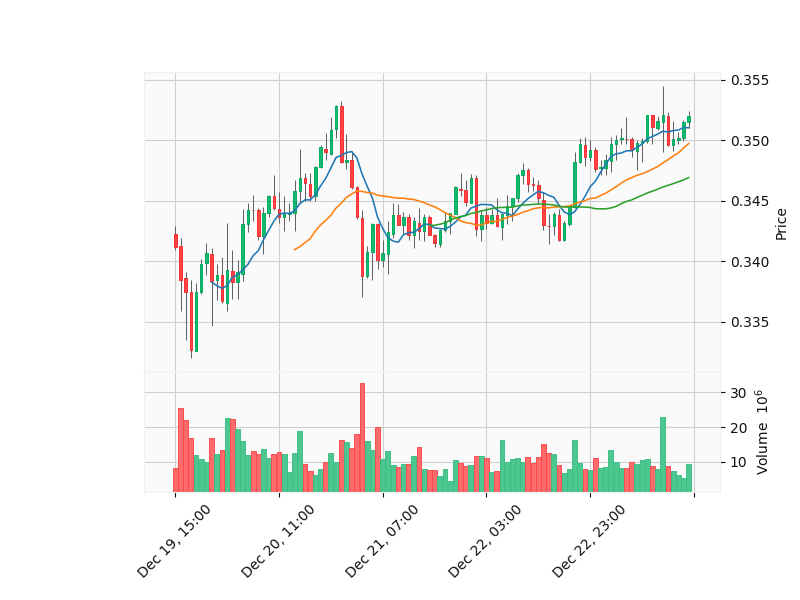 0.355
0.350
0.345
0.340
0.335
Price
30
20
10
Volume 10^6
Dec 19, 15:00
Dec 20, 11:00
Dec 21, 07:00
Dec 22, 03:00
Dec 22, 23:00